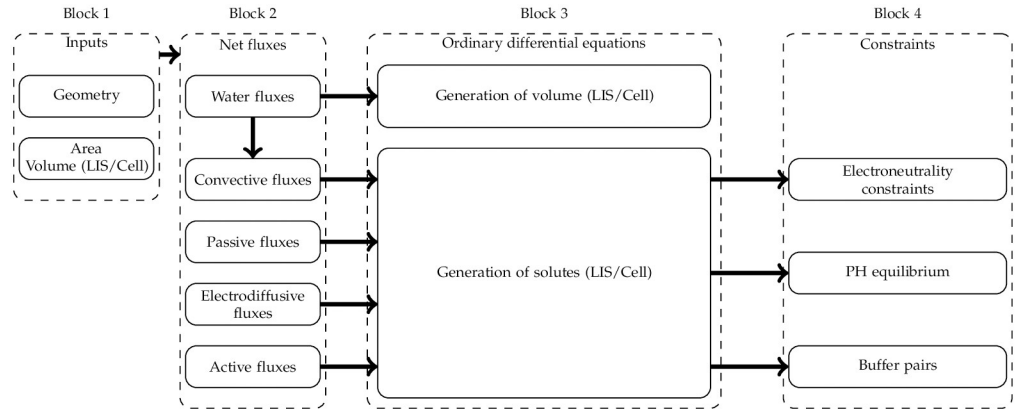 Block 1
Block 2
Block 3
Block 4
Inputs
Net fluxes
Ordinary differential equations
Constraints
Geometry
Area
Volume (LIS/Cell)
Water fluxes
Convective fluxes
Passive fluxes
Electrodiffusive
fluxes
Active fluxes
Generation of volume (LIS/Cell)
Generation of solutes (LIS/Cell)
Electroneutrality
constraints
PH equilibrium
Buffer pairs